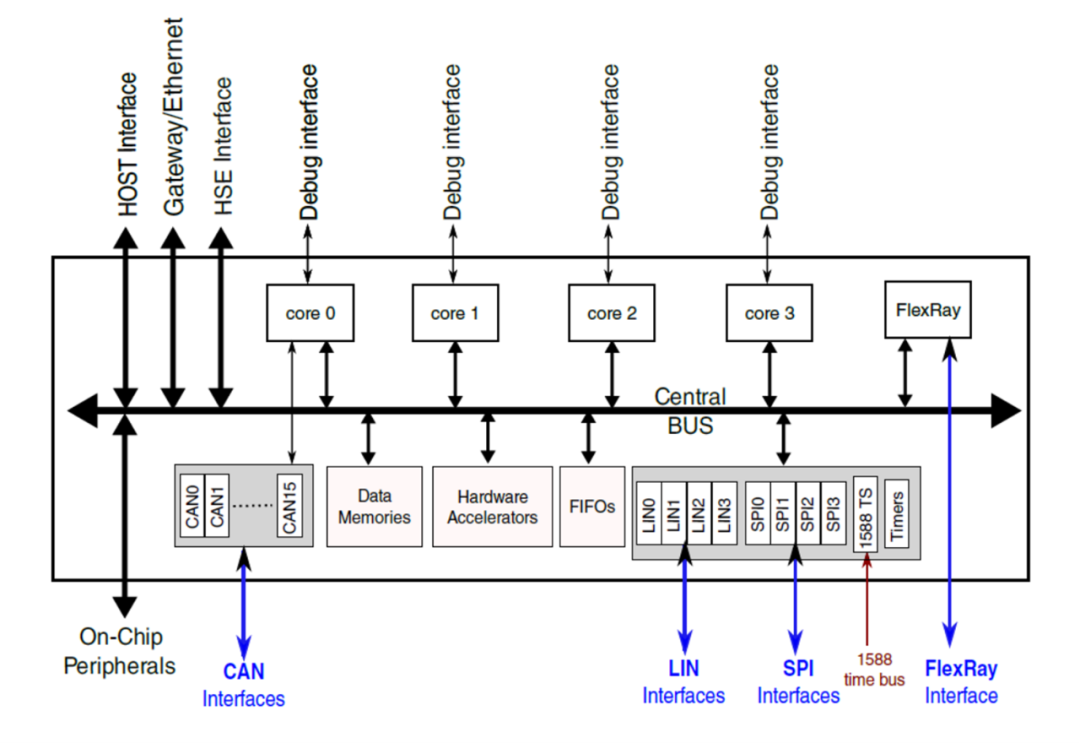 HOST Interface
Gateway/Ethernet
HSE Interface
Debug interface
Debug interface
Debug interface
Debug interface
core 0
core 1
core 2
core 3
FlexRay
Central
BUS
CAN0
CAN1
........
CAN15
Data
Memories
Hardware
Accelerators
FIFOs
LIN0
LIN1
LIN2
LIN3
SPI0
SPI1
SPI2
SPI3
1588 TS
Timers
On-Chip
Peripherals
CAN
Interfaces
LIN
Interfaces
SPI
Interfaces
1588
time bus
FlexRay
Interface